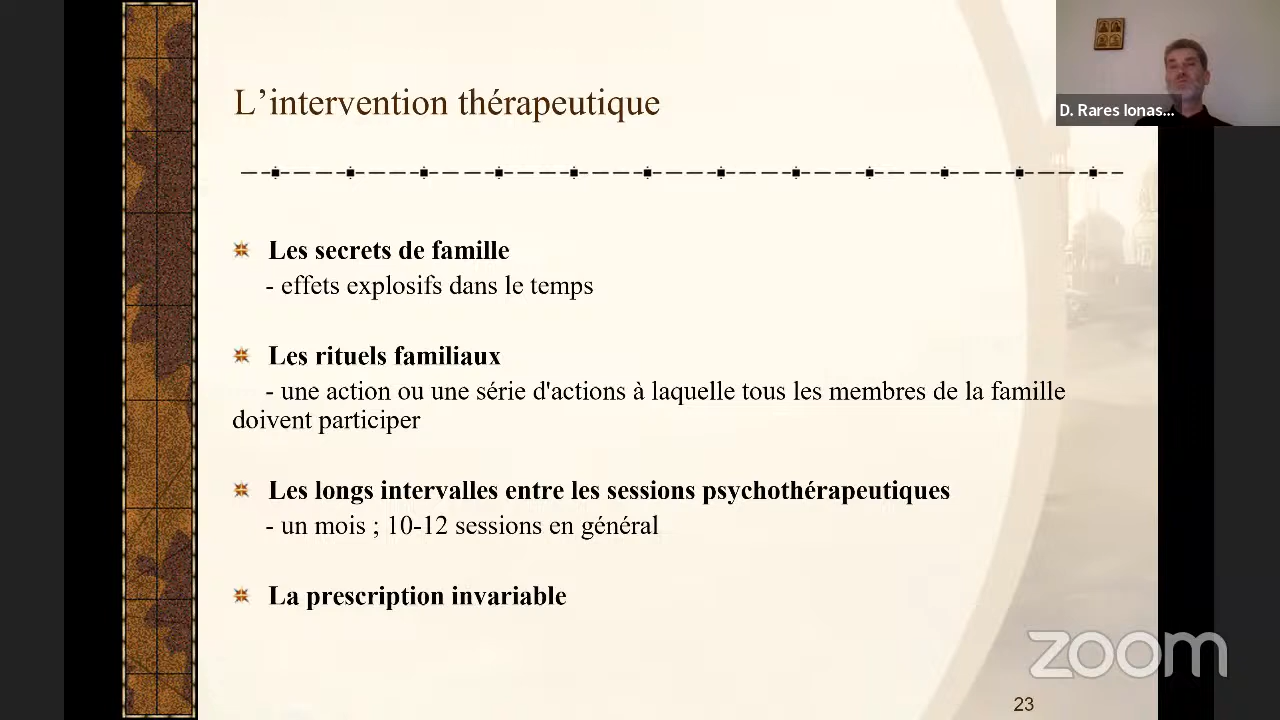 L'intervention thérapeutique
D. Rares Ionas...
Les secrets de famille
- effets explosifs dans le temps
Les rituels familiaux
- une action ou une série d'actions à laquelle tous les membres de la famille
doivent participer
Les longs intervalles entre les sessions psychothérapeutiques
- un mois ; 10-12 sessions en général
La prescription invariable
zoom
23